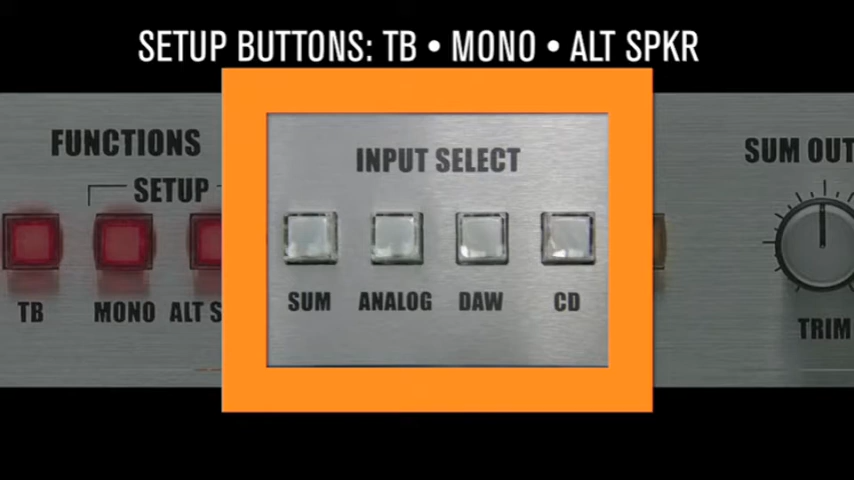 SETUP BUTTONS: TB • MONO • ALT SPKR
FUNCTIONS
SETUP
TB
MONO
ALT S
INPUT SELECT
SUM
ANALOG
DAW
CD
SUM OUT
TRIM